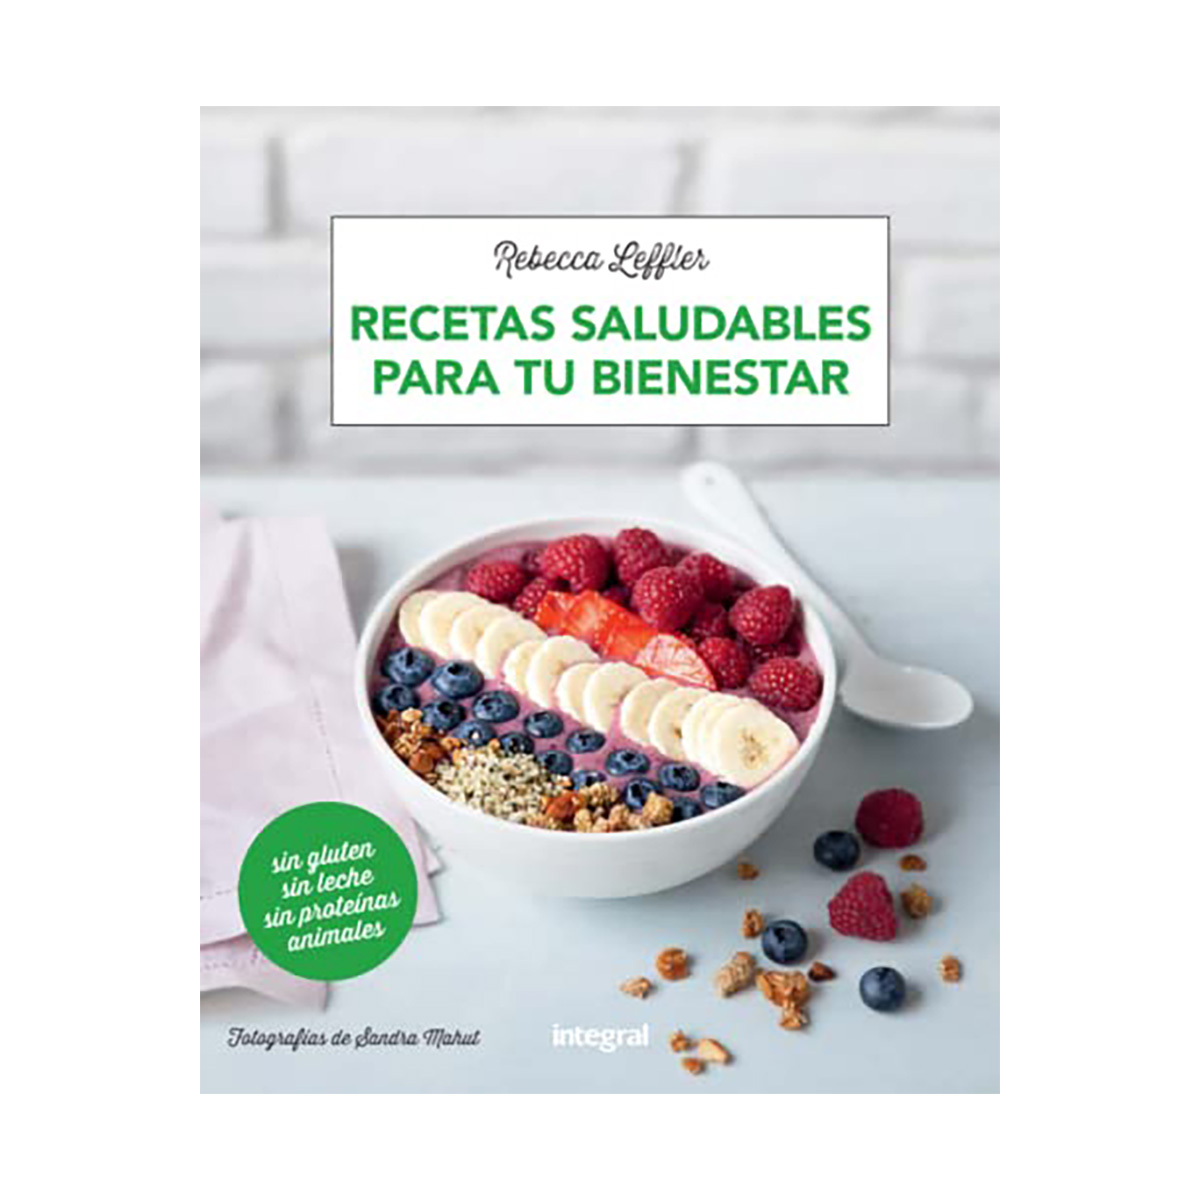 Rebecca Leffler
RECETAS SALUDABLES
PARA TU BIENESTAR
sin gluten
sin leche
sin proteínas
animales
Fotografías de Sandra Mahut
integral